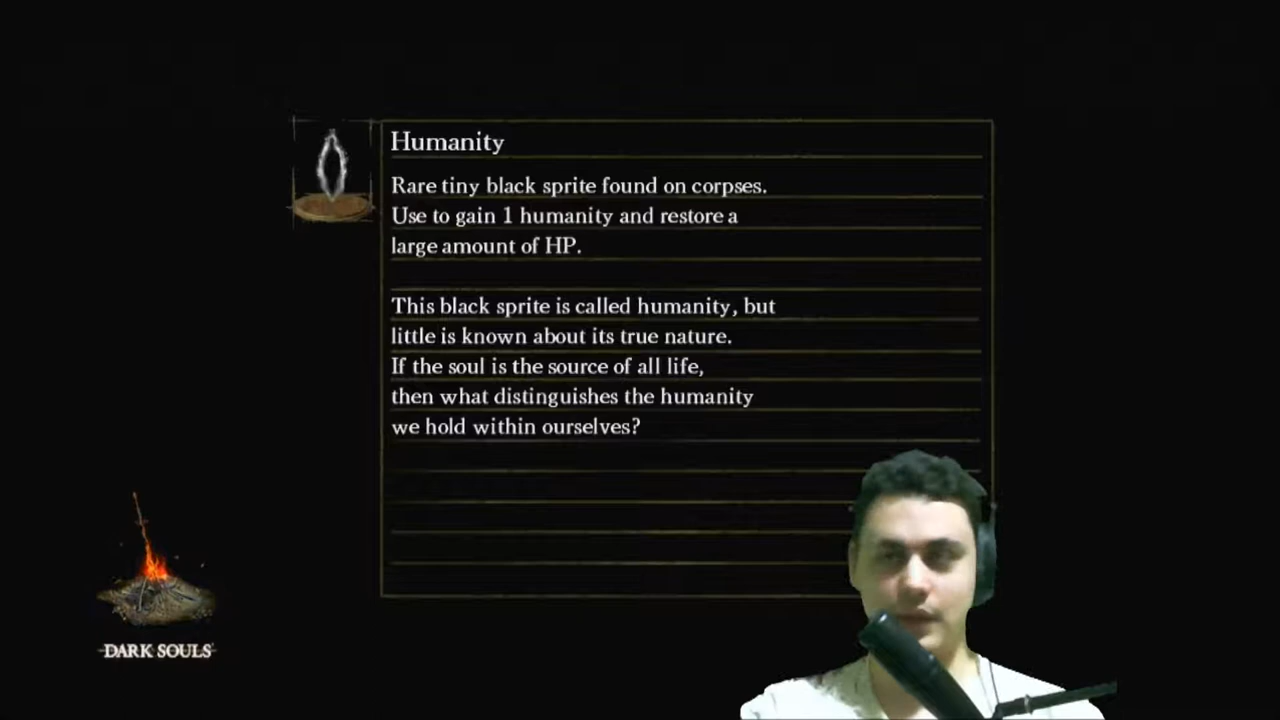 Humanity
Rare tiny black sprite found on corpses.
Use to gain 1 humanity and restore a
large amount of HP.
This black sprite is called humanity, but
little is known about its true nature.
If the soul is the source of all life,
then what distinguishes the humanity
we hold within ourselves?
DARK SOULS